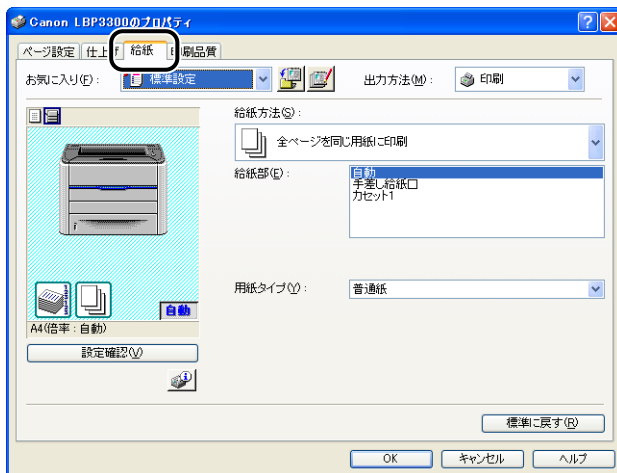 Canon LBP3300のプロパティ
ページ設定 仕上げ 給紙 印刷品質
お気に入り(F): 標準設定 出力方法(M): 印刷
給紙方法(S):
全ページを同じ用紙に印刷
給紙部(E):
自動
手差し給紙口
カセット1
用紙タイプ(Y): 普通紙
自動
A4(倍率:自動)
設定確認(V)
標準に戻す(R)
OK キャンセル ヘルプ